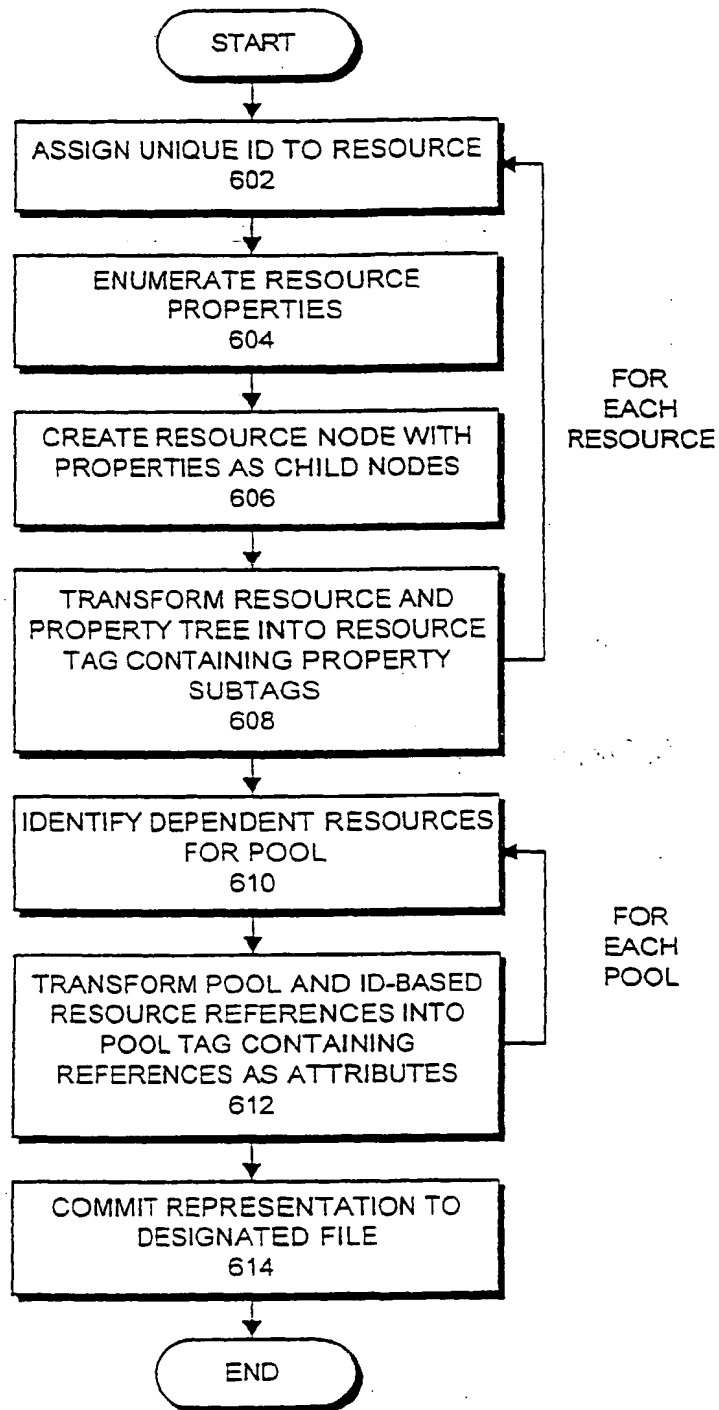 START
ASSIGN UNIQUE ID TO RESOURCE
602
ENUMERATE RESOURCE
PROPERTIES
604
CREATE RESOURCE NODE WITH
PROPERTIES AS CHILD NODES
606
TRANSFORM RESOURCE AND
PROPERTY TREE INTO RESOURCE
TAG CONTAINING PROPERTY
SUBTAGS
608
FOR
EACH
RESOURCE
IDENTIFY DEPENDENT RESOURCES
FOR POOL
610
TRANSFORM POOL AND ID-BASED
RESOURCE REFERENCES INTO
POOL TAG CONTAINING
REFERENCES AS ATTRIBUTES
612
FOR
EACH
POOL
COMMIT REPRESENTATION TO
DESIGNATED FILE
614
END